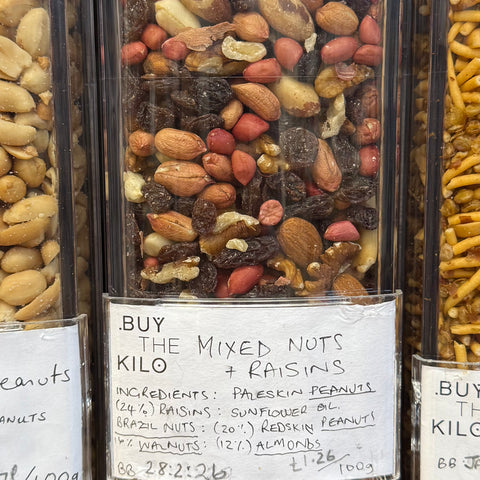 eanuts
ANUTS
/100g
.BUY
THE MIXED NUTS
KILO
+ RAISINS
INGREDIENTS: PALESKIN PEANUTS
(24%) RAISINS: SUNFLOWER OIL.
BRAZIL NUTS: (20%) REDSKIN PEANUTS
WALNUTS: (12%) ALMONDS
BB 28:2:26
£1.26/100g
.BUY
THE
KILO
BB